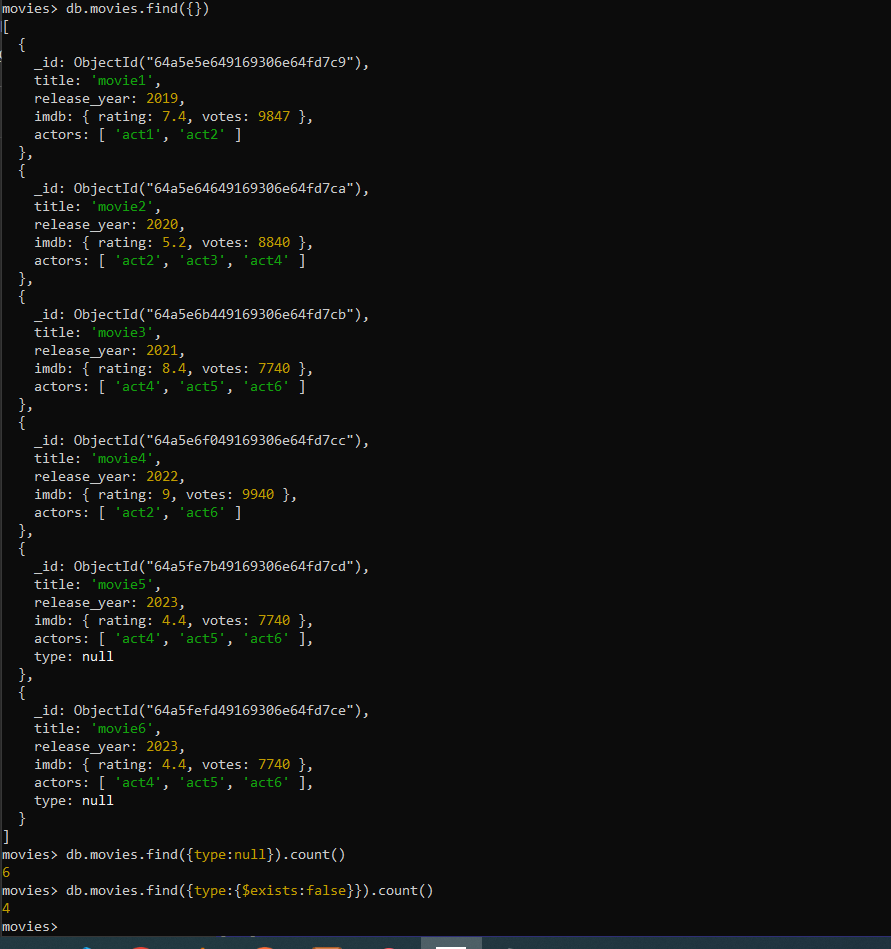 movies> db.movies.find({})
[
  {
    _id: ObjectId("64a5e5e649169306e64fd7c9"),
    title: 'movie1',
    release_year: 2019,
    imdb: { rating: 7.4, votes: 9847 },
    actors: [ 'act1', 'act2' ]
  },
  {
    _id: ObjectId("64a5e64649169306e64fd7ca"),
    title: 'movie2',
    release_year: 2020,
    imdb: { rating: 5.2, votes: 8840 },
    actors: [ 'act2', 'act3', 'act4' ]
  },
  {
    _id: ObjectId("64a5e6b449169306e64fd7cb"),
    title: 'movie3',
    release_year: 2021,
    imdb: { rating: 8.4, votes: 7740 },
    actors: [ 'act4', 'act5', 'act6' ]
  },
  {
    _id: ObjectId("64a5e6f049169306e64fd7cc"),
    title: 'movie4',
    release_year: 2022,
    imdb: { rating: 9, votes: 9940 },
    actors: [ 'act2', 'act6' ]
  },
  {
    _id: ObjectId("64a5fe7b49169306e64fd7cd"),
    title: 'movie5',
    release_year: 2023,
    imdb: { rating: 4.4, votes: 7740 },
    actors: [ 'act4', 'act5', 'act6' ],
    type: null
  },
  {
    _id: ObjectId("64a5fefd49169306e64fd7ce"),
    title: 'movie6',
    release_year: 2023,
    imdb: { rating: 4.4, votes: 7740 },
    actors: [ 'act4', 'act5', 'act6' ],
    type: null
  }
]
movies> db.movies.find({type:null}).count()
6
movies> db.movies.find({type:{$exists:false}}).count()
4
movies>